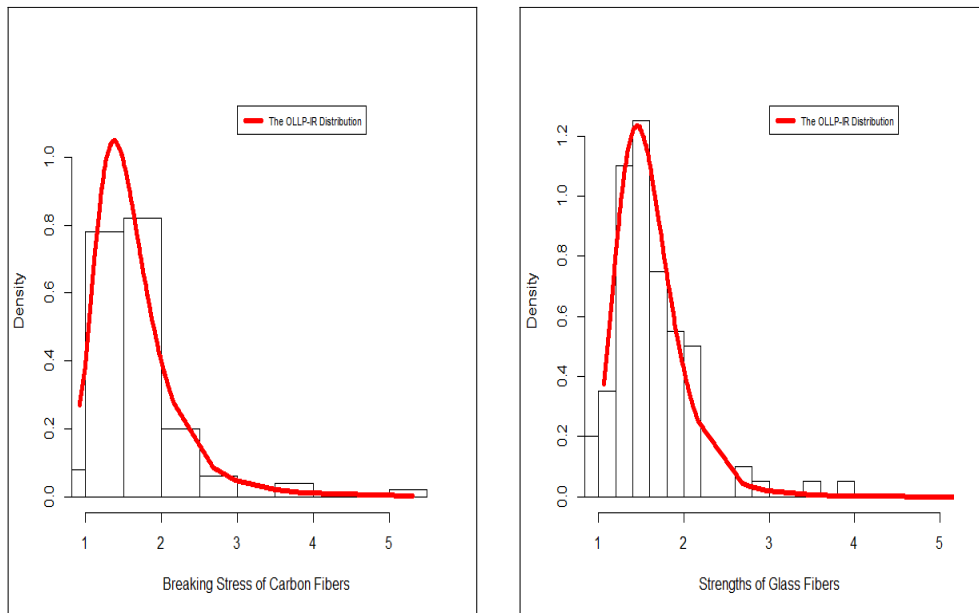 The OLLP-IR Distribution
Density
0.0 0.2 0.4 0.6 0.8 1.0
1 2 3 4 5
Breaking Stress of Carbon Fibers
The OLLP-IR Distribution
Density
0.0 0.2 0.4 0.6 0.8 1.0 1.2
1 2 3 4 5
Strengths of Glass Fibers